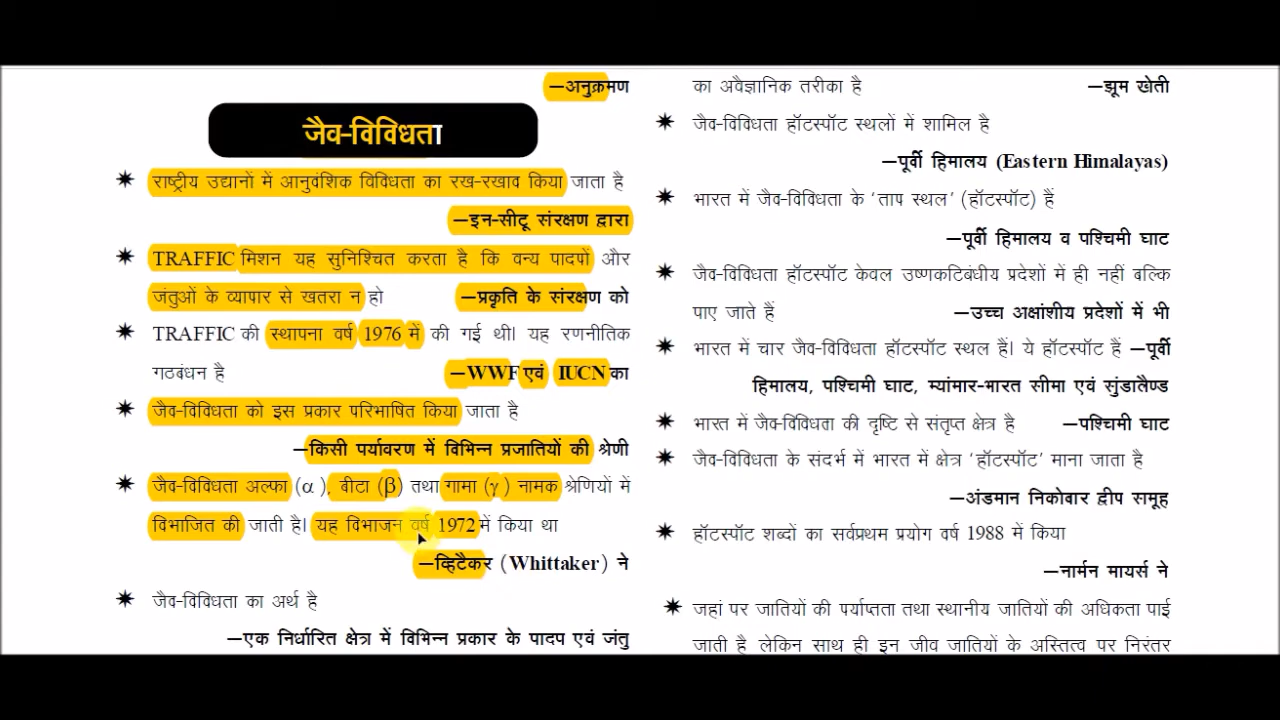 —अनुक्रमण
जैव-विविधता
✷ राष्ट्रीय उद्यानों में आनुवंशिक विविधता का रख-रखाव किया जाता है
—इन-सीटू संरक्षण द्वारा
✷ TRAFFIC मिशन यह सुनिश्चित करता है कि वन्य पादपों और
जंतुओं के व्यापार से खतरा न हो —प्रकृति के संरक्षण को
✷ TRAFFIC की स्थापना वर्ष 1976 में की गई थी। यह रणनीतिक
गठबंधन है —WWF एवं IUCN का
✷ जैव-विविधता को इस प्रकार परिभाषित किया जाता है
—किसी पर्यावरण में विभिन्न प्रजातियों की श्रेणी
✷ जैव-विविधता अल्फा (α), बीटा (β) तथा गामा (γ) नामक श्रेणियों में
विभाजित की जाती है। यह विभाजन वर्ष 1972 में किया था
—व्हिटैकर (Whittaker) ने
✷ जैव-विविधता का अर्थ है
—एक निर्धारित क्षेत्र में विभिन्न प्रकार के पादप एवं जंतु
का अवैज्ञानिक तरीका है —झूम खेती
✷ जैव-विविधता हॉटस्पॉट स्थलों में शामिल है
—पूर्वी हिमालय (Eastern Himalayas)
✷ भारत में जैव-विविधता के ‘ताप स्थल’ (हॉटस्पॉट) हैं
—पूर्वी हिमालय व पश्चिमी घाट
✷ जैव-विविधता हॉटस्पॉट केवल उष्णकटिबंधीय प्रदेशों में ही नहीं बल्कि
पाए जाते हैं —उच्च अक्षांशीय प्रदेशों में भी
✷ भारत में चार जैव-विविधता हॉटस्पॉट स्थल हैं। ये हॉटस्पॉट हैं —पूर्वी
हिमालय, पश्चिमी घाट, म्यांमार-भारत सीमा एवं सुंडालैण्ड
✷ भारत में जैव-विविधता की दृष्टि से संतृप्त क्षेत्र है —पश्चिमी घाट
✷ जैव-विविधता के संदर्भ में भारत में क्षेत्र ‘हॉटस्पॉट’ माना जाता है
—अंडमान निकोबार द्वीप समूह
✷ हॉटस्पॉट शब्दों का सर्वप्रथम प्रयोग वर्ष 1988 में किया
—नार्मन मायर्स ने
✷ जहां पर जातियों की पर्याप्तता तथा स्थानीय जातियों की अधिकता पाई
जाती है लेकिन साथ ही इन जीव जातियों के अस्तित्व पर निरंतर